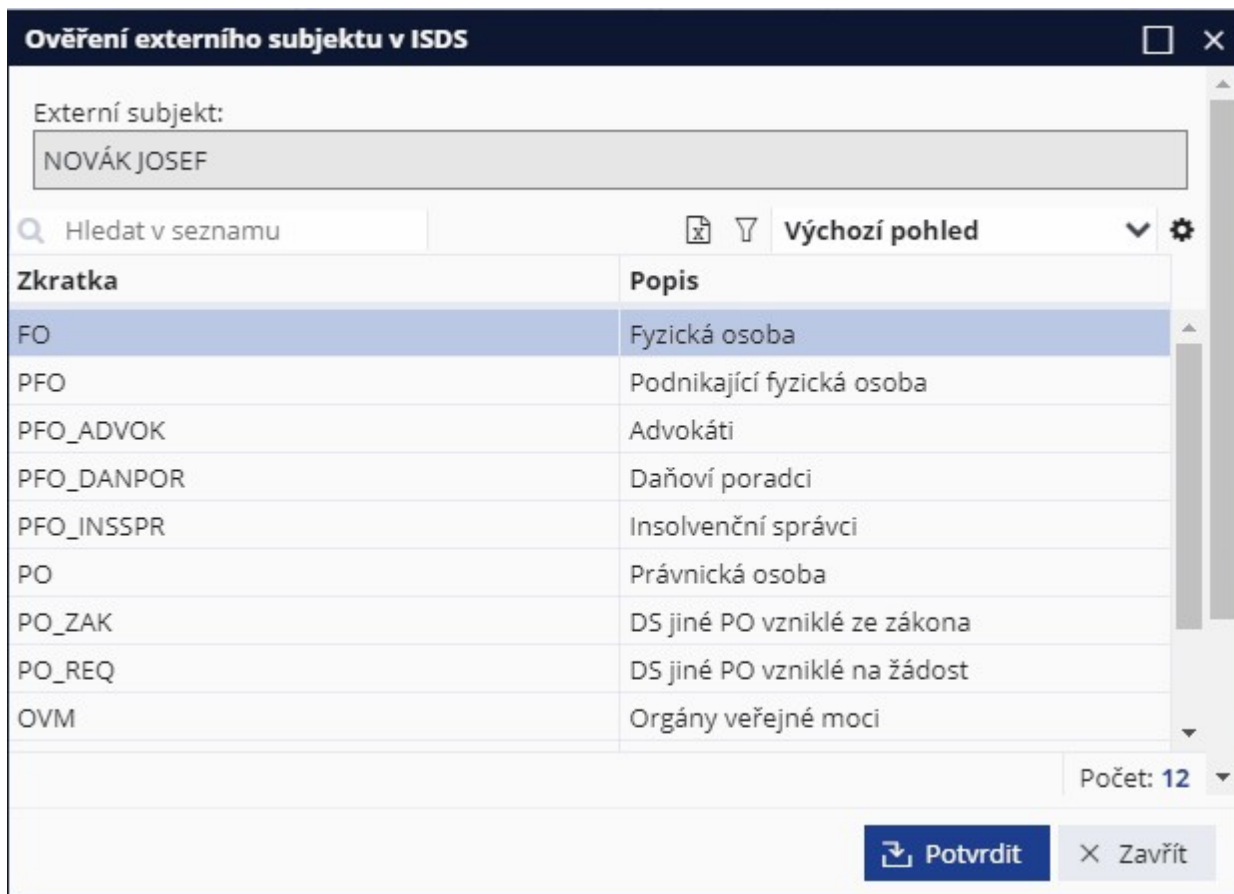 Ověření externího subjektu v ISDS
Externí subjekt:
NOVÁK JOSEF
Hledat v seznamu Výchozí pohled
Zkratka Popis
FO Fyzická osoba
PFO Podnikající fyzická osoba
PFO_ADVOK Advokáti
PFO_DANPOR Daňoví poradci
PFO_INSSPR Insolvenční správci
PO Právnická osoba
PO_ZAK DS jiné PO vzniklé ze zákona
PO_REQ DS jiné PO vzniklé na žádost
OVM Orgány veřejné moci
Počet: 12
Potvrdit Zavřít